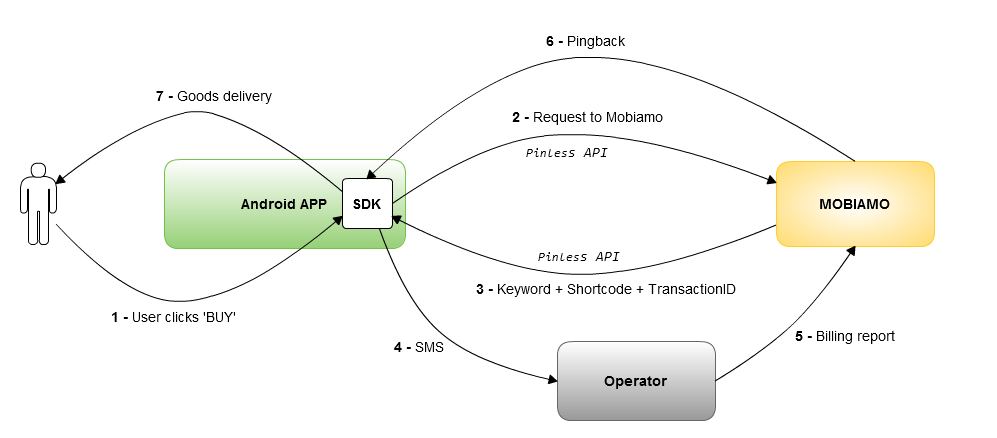 6 - Pingback
7 - Goods delivery
2 - Request to Mobiamo
Pinless API
Android APP
SDK
MOBIAMO
Pinless API
3 - Keyword + Shortcode + TransactionID
1 - User clicks 'BUY'
5 - Billing report
4 - SMS
Operator